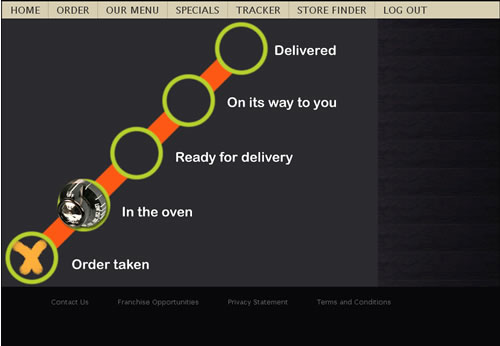 HOME ORDER OUR MENU SPECIALS TRACKER STORE FINDER LOG OUT
Delivered
On its way to you
Ready for delivery
In the oven
Order taken
Contact Us Franchise Opportunities Privacy Statement Terms and Conditions